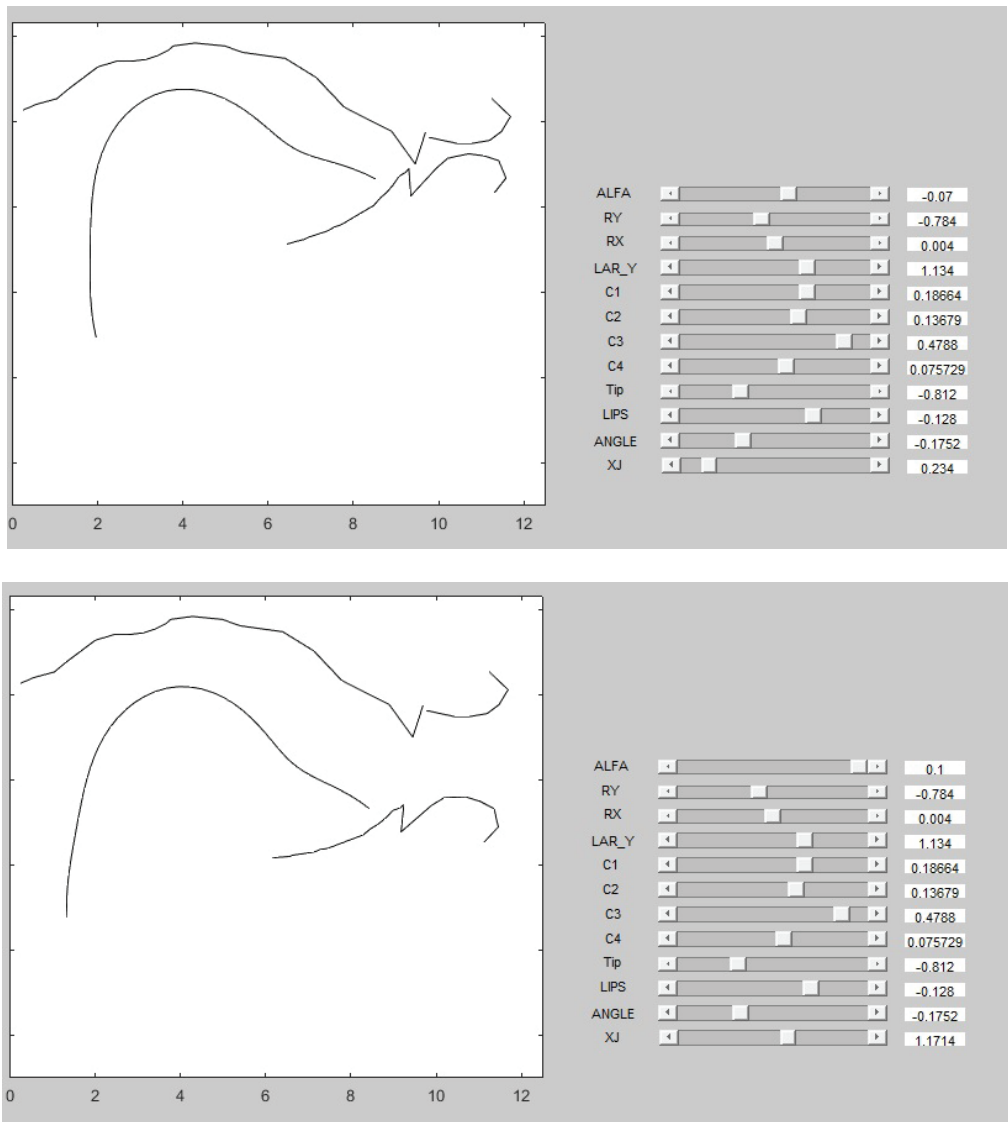 ALFA -0.07
RY -0.784
RX 0.004
LAR_Y 1.134
C1 0.18664
C2 0.13679
C3 0.4788
C4 0.075729
Tip -0.812
LIPS -0.128
ANGLE -0.1752
XJ 0.234
0 2 4 6 8 10 12
ALFA 0.1
RY -0.784
RX 0.004
LAR_Y 1.134
C1 0.18664
C2 0.13679
C3 0.4788
C4 0.075729
Tip -0.812
LIPS -0.128
ANGLE -0.1752
XJ 1.1714
0 2 4 6 8 10 12